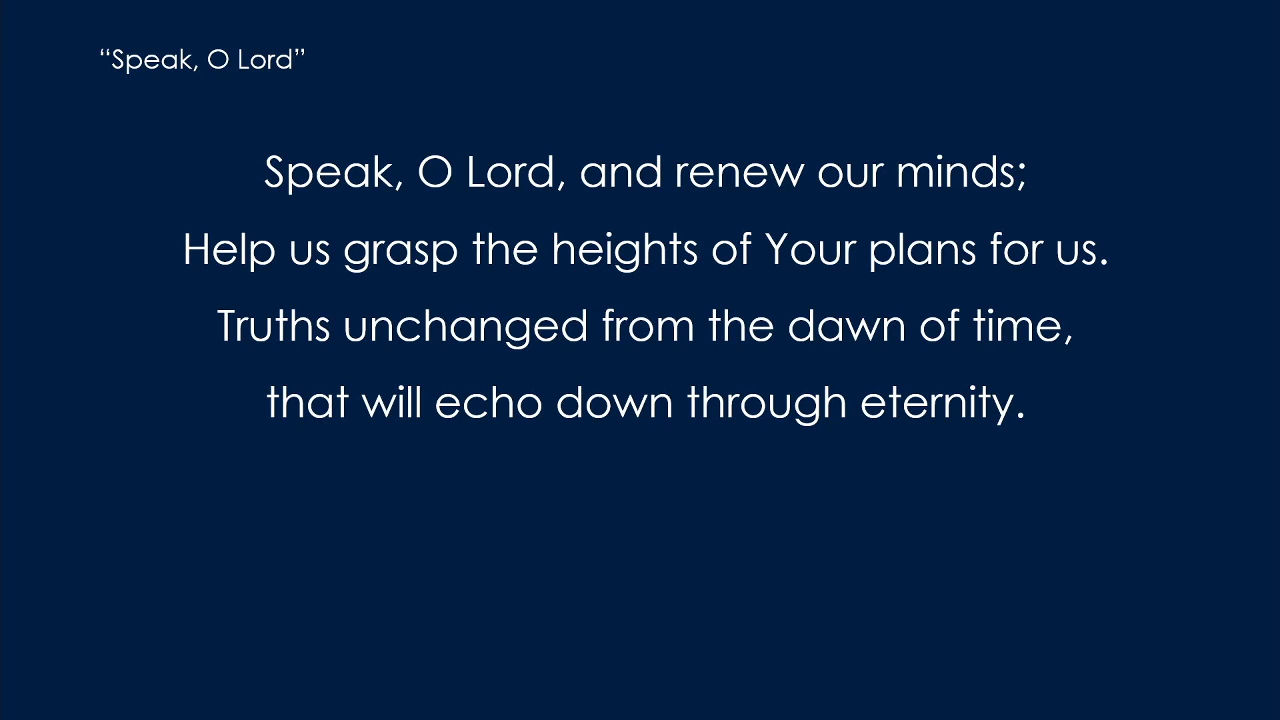 “Speak, O Lord”
Speak, O Lord, and renew our minds;
Help us grasp the heights of Your plans for us.
Truths unchanged from the dawn of time,
that will echo down through eternity.